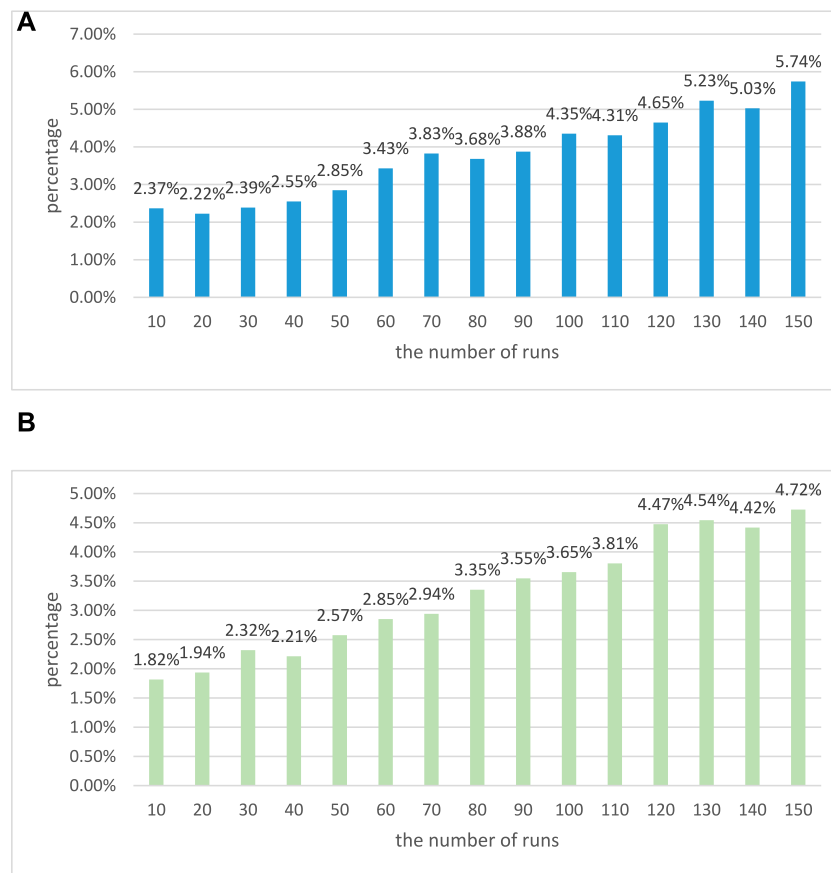 A
7.00%
6.00%
5.00%
4.00%
3.00%
2.00%
1.00%
0.00%
percentage
2.37% 2.22% 2.39% 2.55% 2.85% 3.43% 3.83% 3.68% 3.88% 4.35% 4.31% 4.65% 5.23% 5.03% 5.74%
10 20 30 40 50 60 70 80 90 100 110 120 130 140 150
the number of runs
B
5.00%
4.50%
4.00%
3.50%
3.00%
2.50%
2.00%
1.50%
1.00%
0.50%
0.00%
percentage
1.82% 1.94% 2.32% 2.21% 2.57% 2.85% 2.94% 3.35% 3.55% 3.65% 3.81% 4.47% 4.54% 4.42% 4.72%
10 20 30 40 50 60 70 80 90 100 110 120 130 140 150
the number of runs